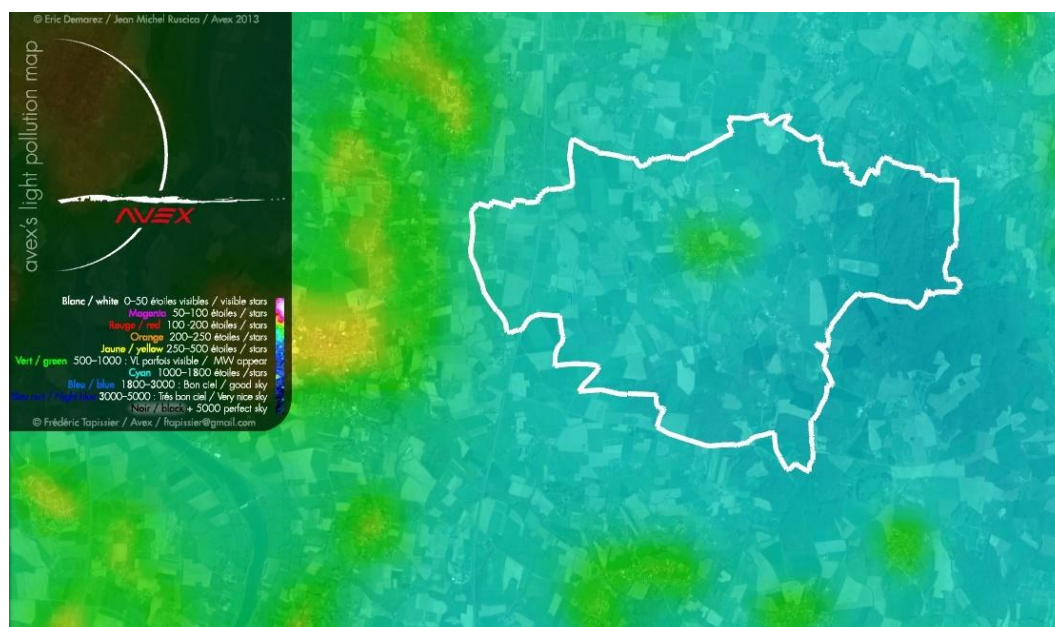 © Eric Demarez / Jean Michel Ruscica / Avex 2013
avex's light pollution map
AVEX
Blanc / white 0-50 étoiles visibles / visible stars
Magenta 50-100 étoiles / stars
Rouge / red 100 -200 étoiles / stars
Orange 200-250 étoiles / stars
Jaune / yellow 250-500 étoiles / stars
Vert / green 500-1000 : VL parfois visible / MW appear
Cyan 1000-1800 étoiles /stars
Bleu / blue 1800-3000 : Bon ciel / good sky
Bleu nuit / Night blue 3000-5000 : Trés bon ciel / Very nice sky
Noir / black + 5000 perfect sky
© Frédéric Tapissier / Avex / ftapissier@gmail.com